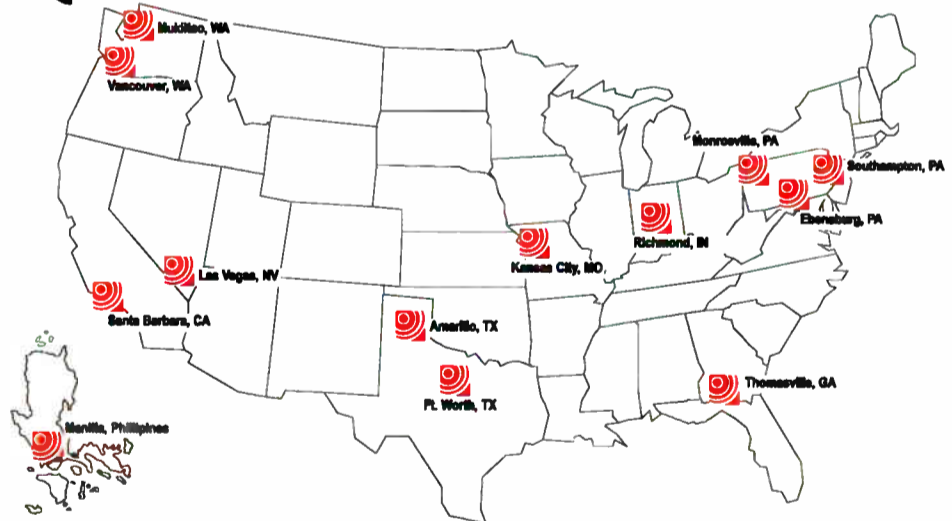 Mukilteo, WA
Vancouver, WA
Monroeville, PA
Southampton, PA
Ebensburg, PA
Richmond, IN
Kansas City, MO
Las Vegas, NV
Santa Barbara, CA
Amarillo, TX
Ft. Worth, TX
Thomasville, GA
Manilla, Phillipines